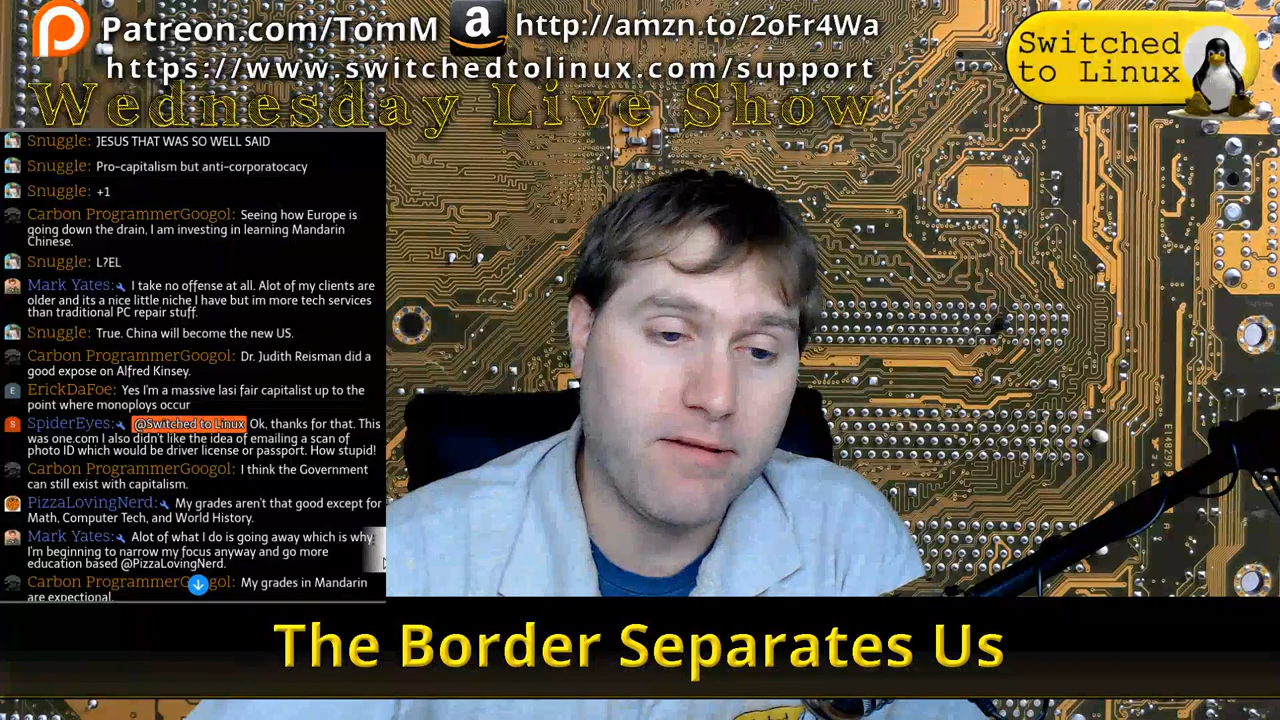 Patreon.com/TomM
http://amzn.to/2oFr4Wa
https://www.switchedtolinux.com/support
Switched
to Linux
Wednesday Live Show
Snuggle: JESUS THAT WAS SO WELL SAID
Snuggle: Pro-capitalism but anti-corporatocacy
Snuggle: +1
Carbon ProgrammerGoogol: Seeing how Europe is
going down the drain, I am investing in learning Mandarin
Chinese.
Snuggle: L?EL
Mark Yates: I take no offense at all. Alot of my clients are
older and its a nice little niche I have but im more tech services
than traditional PC repair stuff.
Snuggle: True. China will become the new US.
Carbon ProgrammerGoogol: Dr. Judith Reisman did a
good expose on Alfred Kinsey.
E
ErickDaFoe: Yes I'm a massive lasi fair capitalist up to the
point where monoploys occur
S
SpiderEyes: @Switched to Linux Ok, thanks for that. This
was one.com I also didn't like the idea of emailing a scan of
photo ID which would be driver license or passport. How stupid!
Carbon ProgrammerGoogol: I think the Government
can still exist with capitalism.
PizzaLovingNerd: My grades aren't that good except for
Math, Computer Tech, and World History.
Mark Yates: Alot of what I do is going away which is why
I'm beginning to narrow my focus anyway and go more
education based @PizzaLovingNerd.
Carbon ProgrammerGoogol: My grades in Mandarin
are expectional.
E148299
The Border Separates Us